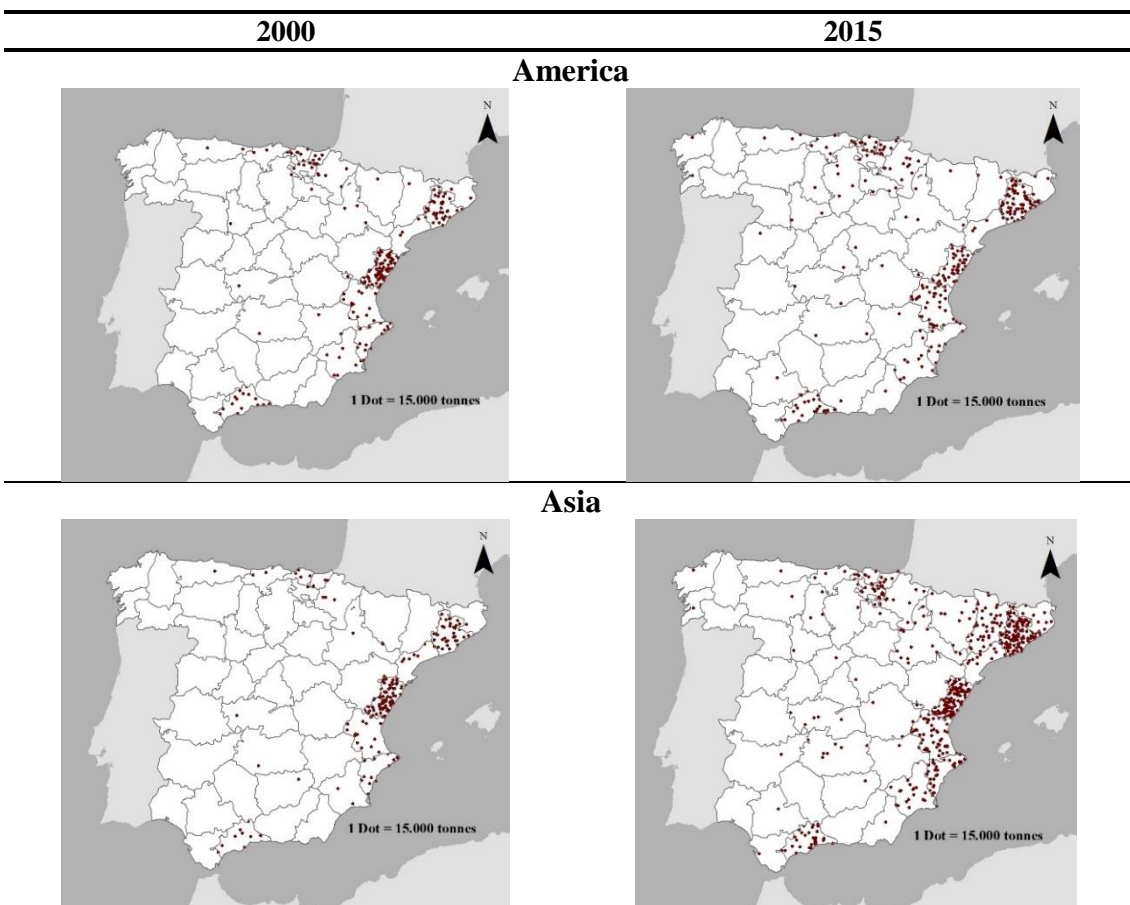 2000 2015
America
N N
1 Dot = 15.000 tonnes 1 Dot = 15.000 tonnes
Asia
N N
1 Dot = 15.000 tonnes 1 Dot = 15.000 tonnes